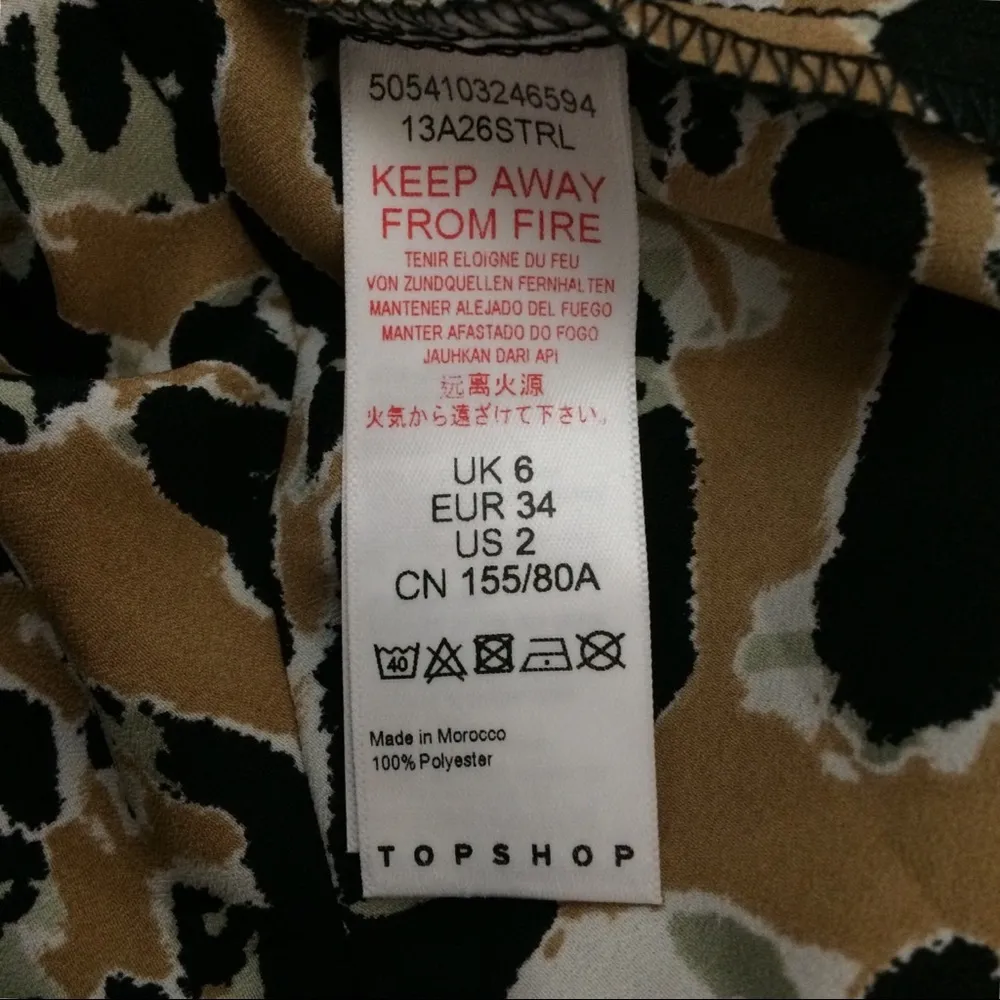 5054103246594
13A26STRL
KEEP AWAY
FROM FIRE
TENIR ELOIGNE DU FEU
VON ZUNDQUELLEN FERNHALTEN
MANTENER ALEJADO DEL FUEGO
MANTER AFASTADO DO FOGO
JAUHKAN DARI API
远离火源
火気から遠ざけて下さい。
UK 6
EUR 34
US 2
CN 155/80A
40
Made in Morocco
100% Polyester
TOPSHOP